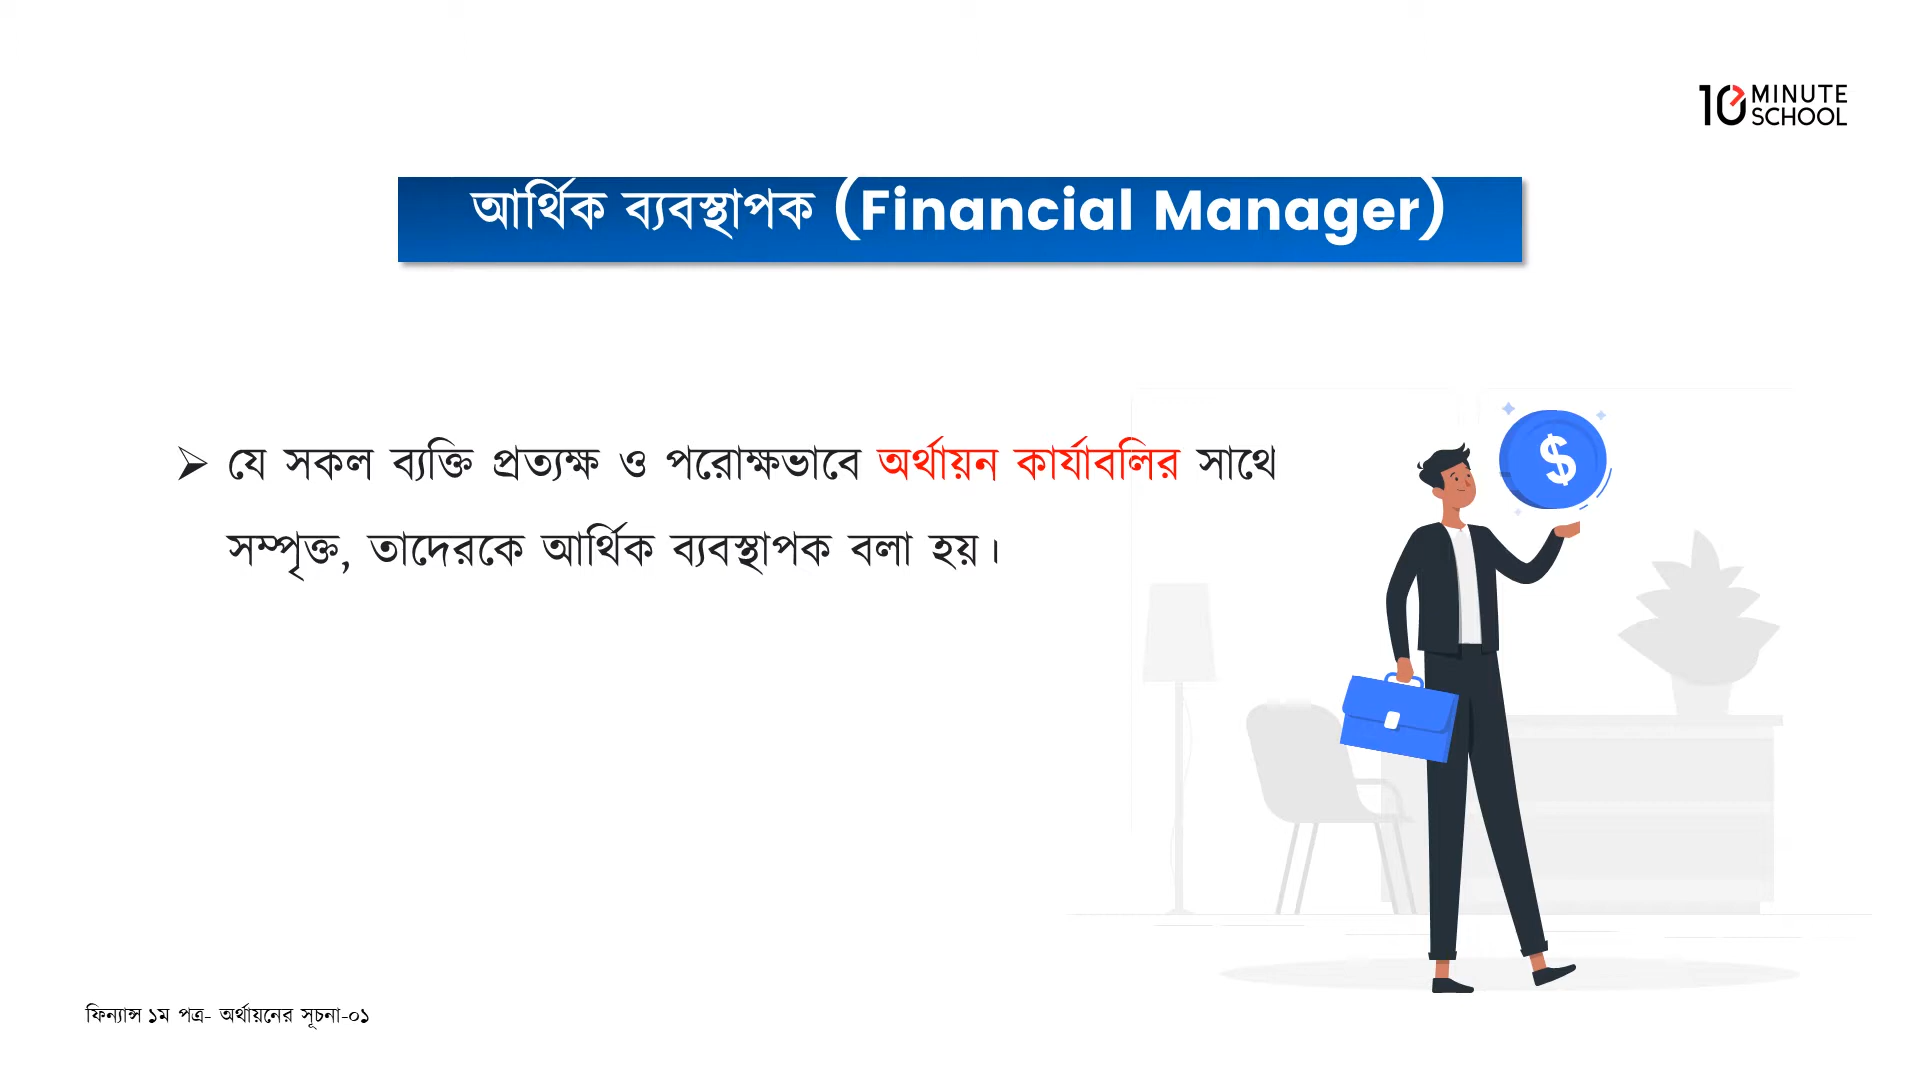 10 MINUTE
SCHOOL
আর্থিক ব্যবস্থাপক (Financial Manager)
➢ যে সকল ব্যক্তি প্রত্যক্ষ ও পরোক্ষভাবে অর্থায়ন কার্যাবলির সাথে
সম্পৃক্ত, তাদেরকে আর্থিক ব্যবস্থাপক বলা হয়।
$
ফিন্যান্স ১ম পত্র- অর্থায়নের সূচনা-০১